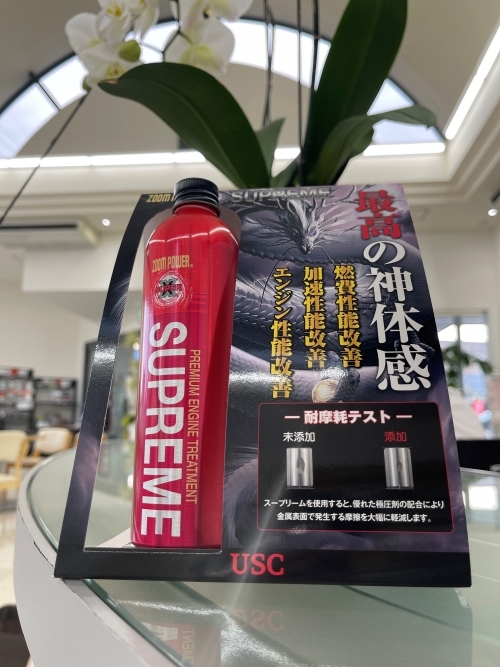 ZOOM
SUPREME
最高の神体感
燃費性能改善
加速性能改善
エンジン性能改善
ZOOM POWER
SUPREME
PREMIUM ENGINE TREATMENT
― 耐摩耗テスト ―
未添加
添加
スープリームを使用すると、優れた極圧剤の配合により
金属表面で発生する摩擦を大幅に軽減します。
USC